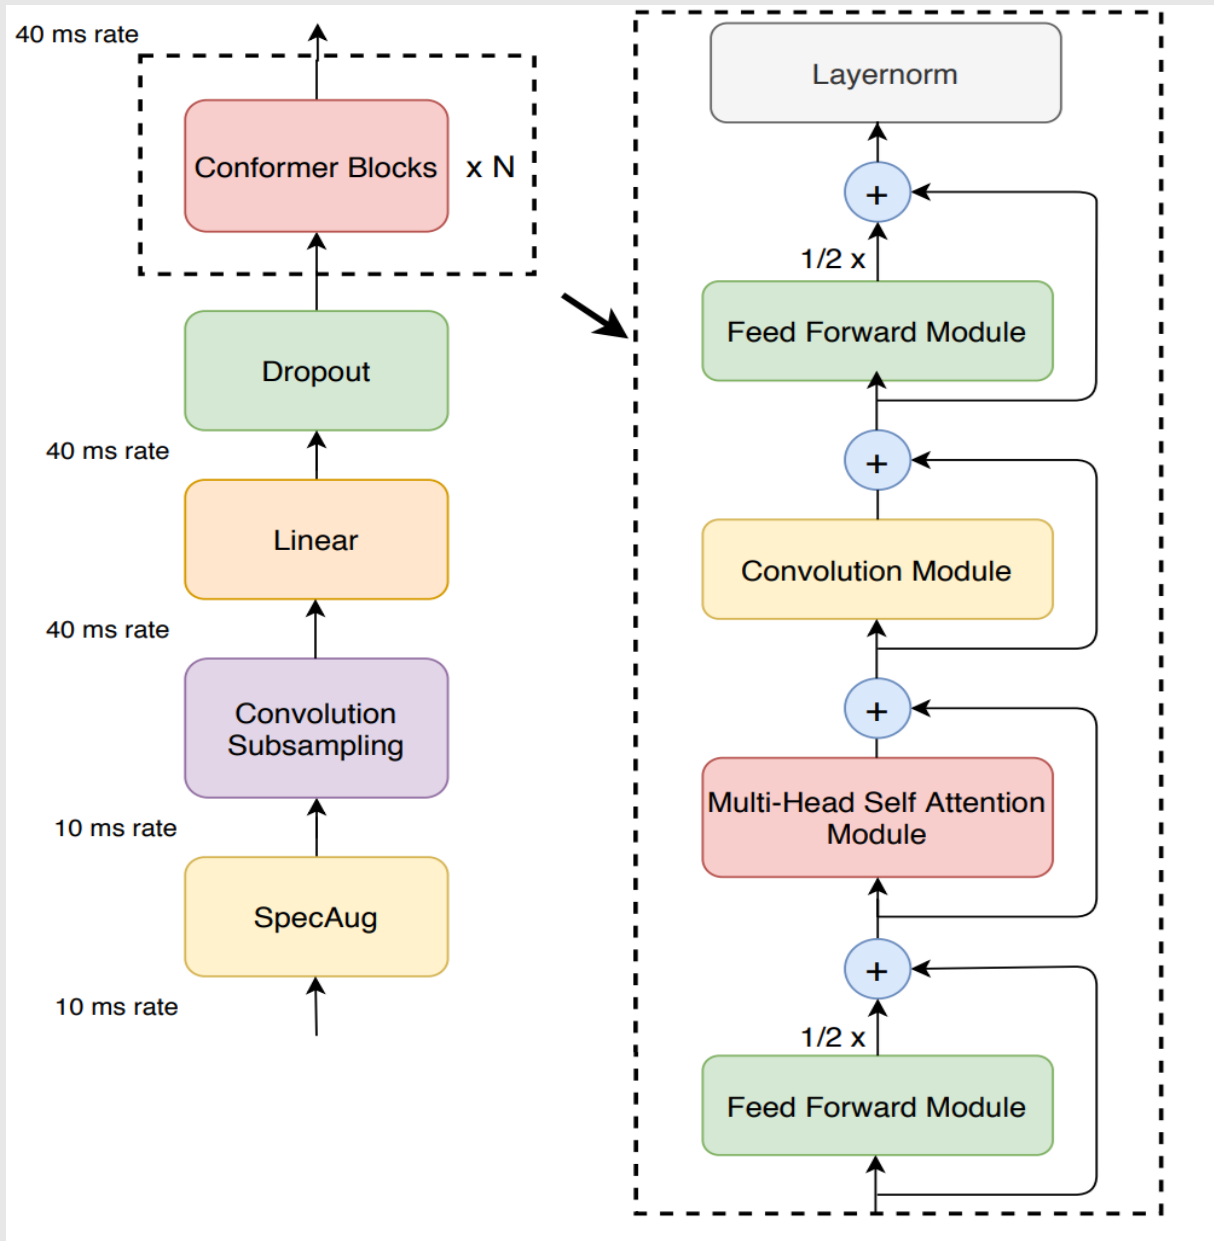 40 ms rate
Conformer Blocks
x N
Dropout
40 ms rate
Linear
40 ms rate
Convolution
Subsampling
10 ms rate
SpecAug
10 ms rate
Layernorm
+
1/2 x
Feed Forward Module
+
Convolution Module
+
Multi-Head Self Attention
Module
+
1/2 x
Feed Forward Module